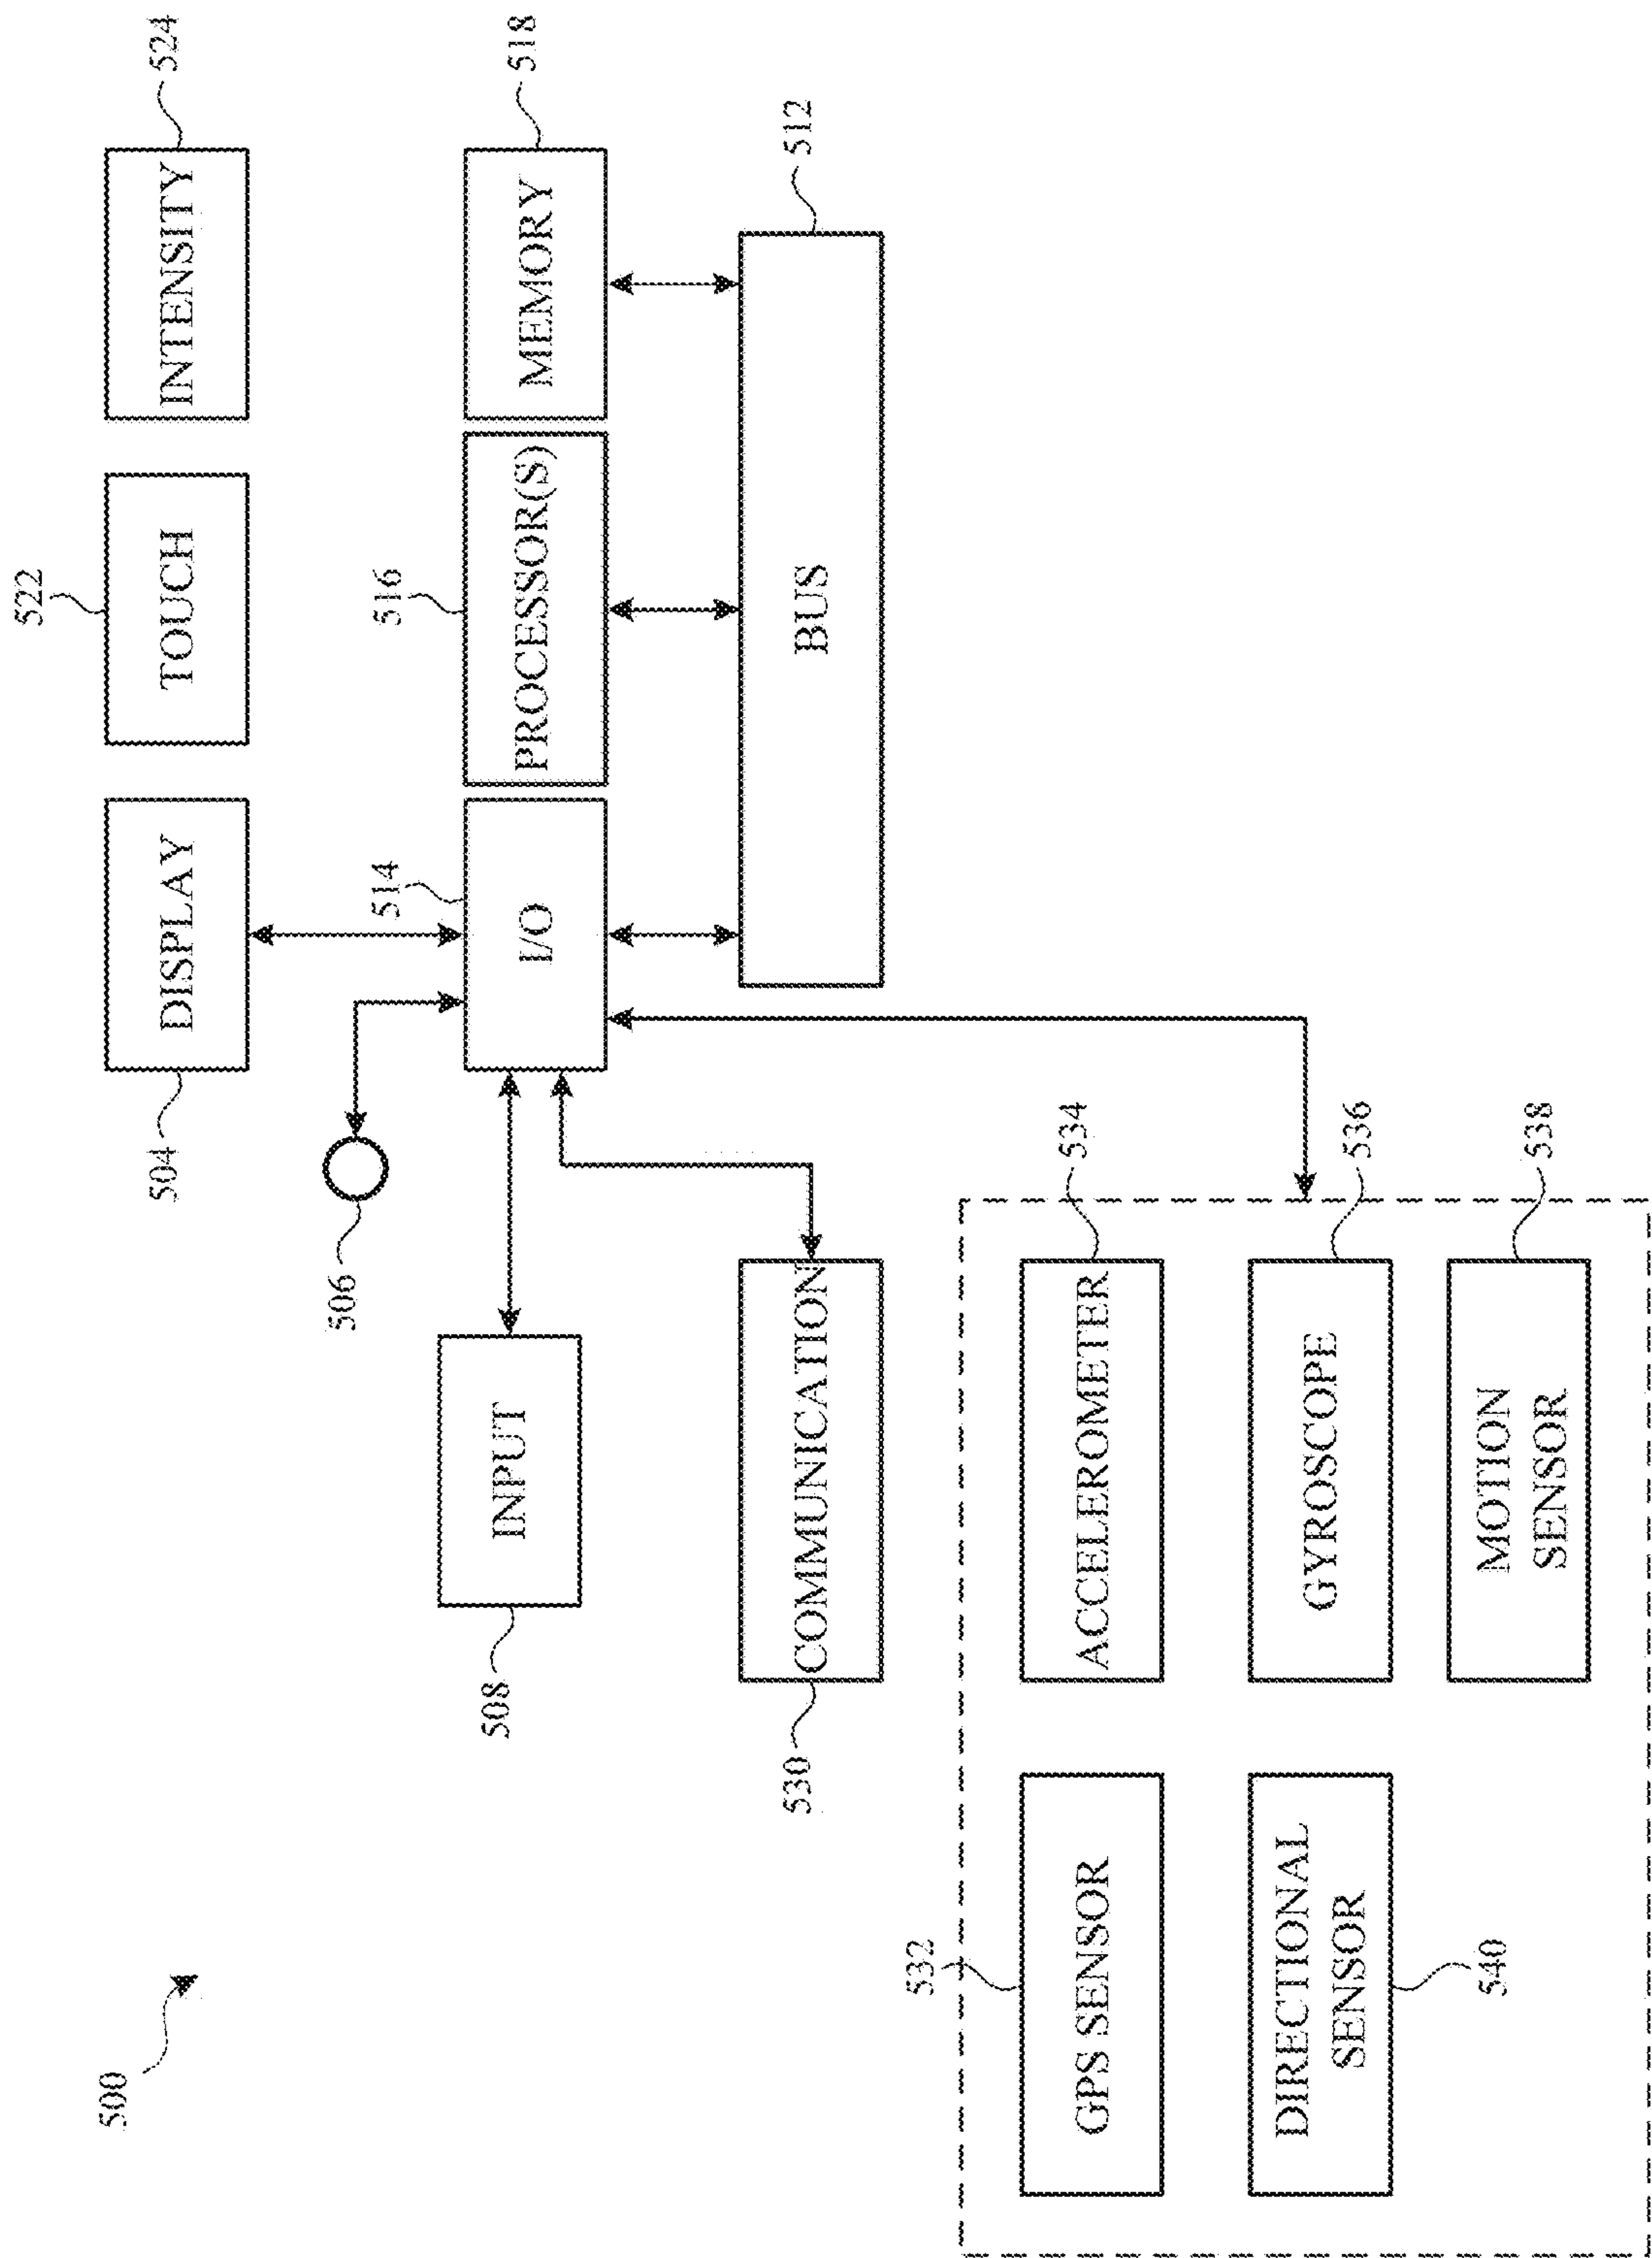 500
504
DISPLAY
522
TOUCH
INTENSITY
524
506
514
516
508
INPUT
I/O
PROCESSOR(S)
MEMORY
518
530
COMMUNICATION
BUS
512
532
GPS SENSOR
ACCELEROMETER
534
DIRECTIONAL
SENSOR
GYROSCOPE
536
540
MOTION
SENSOR
538